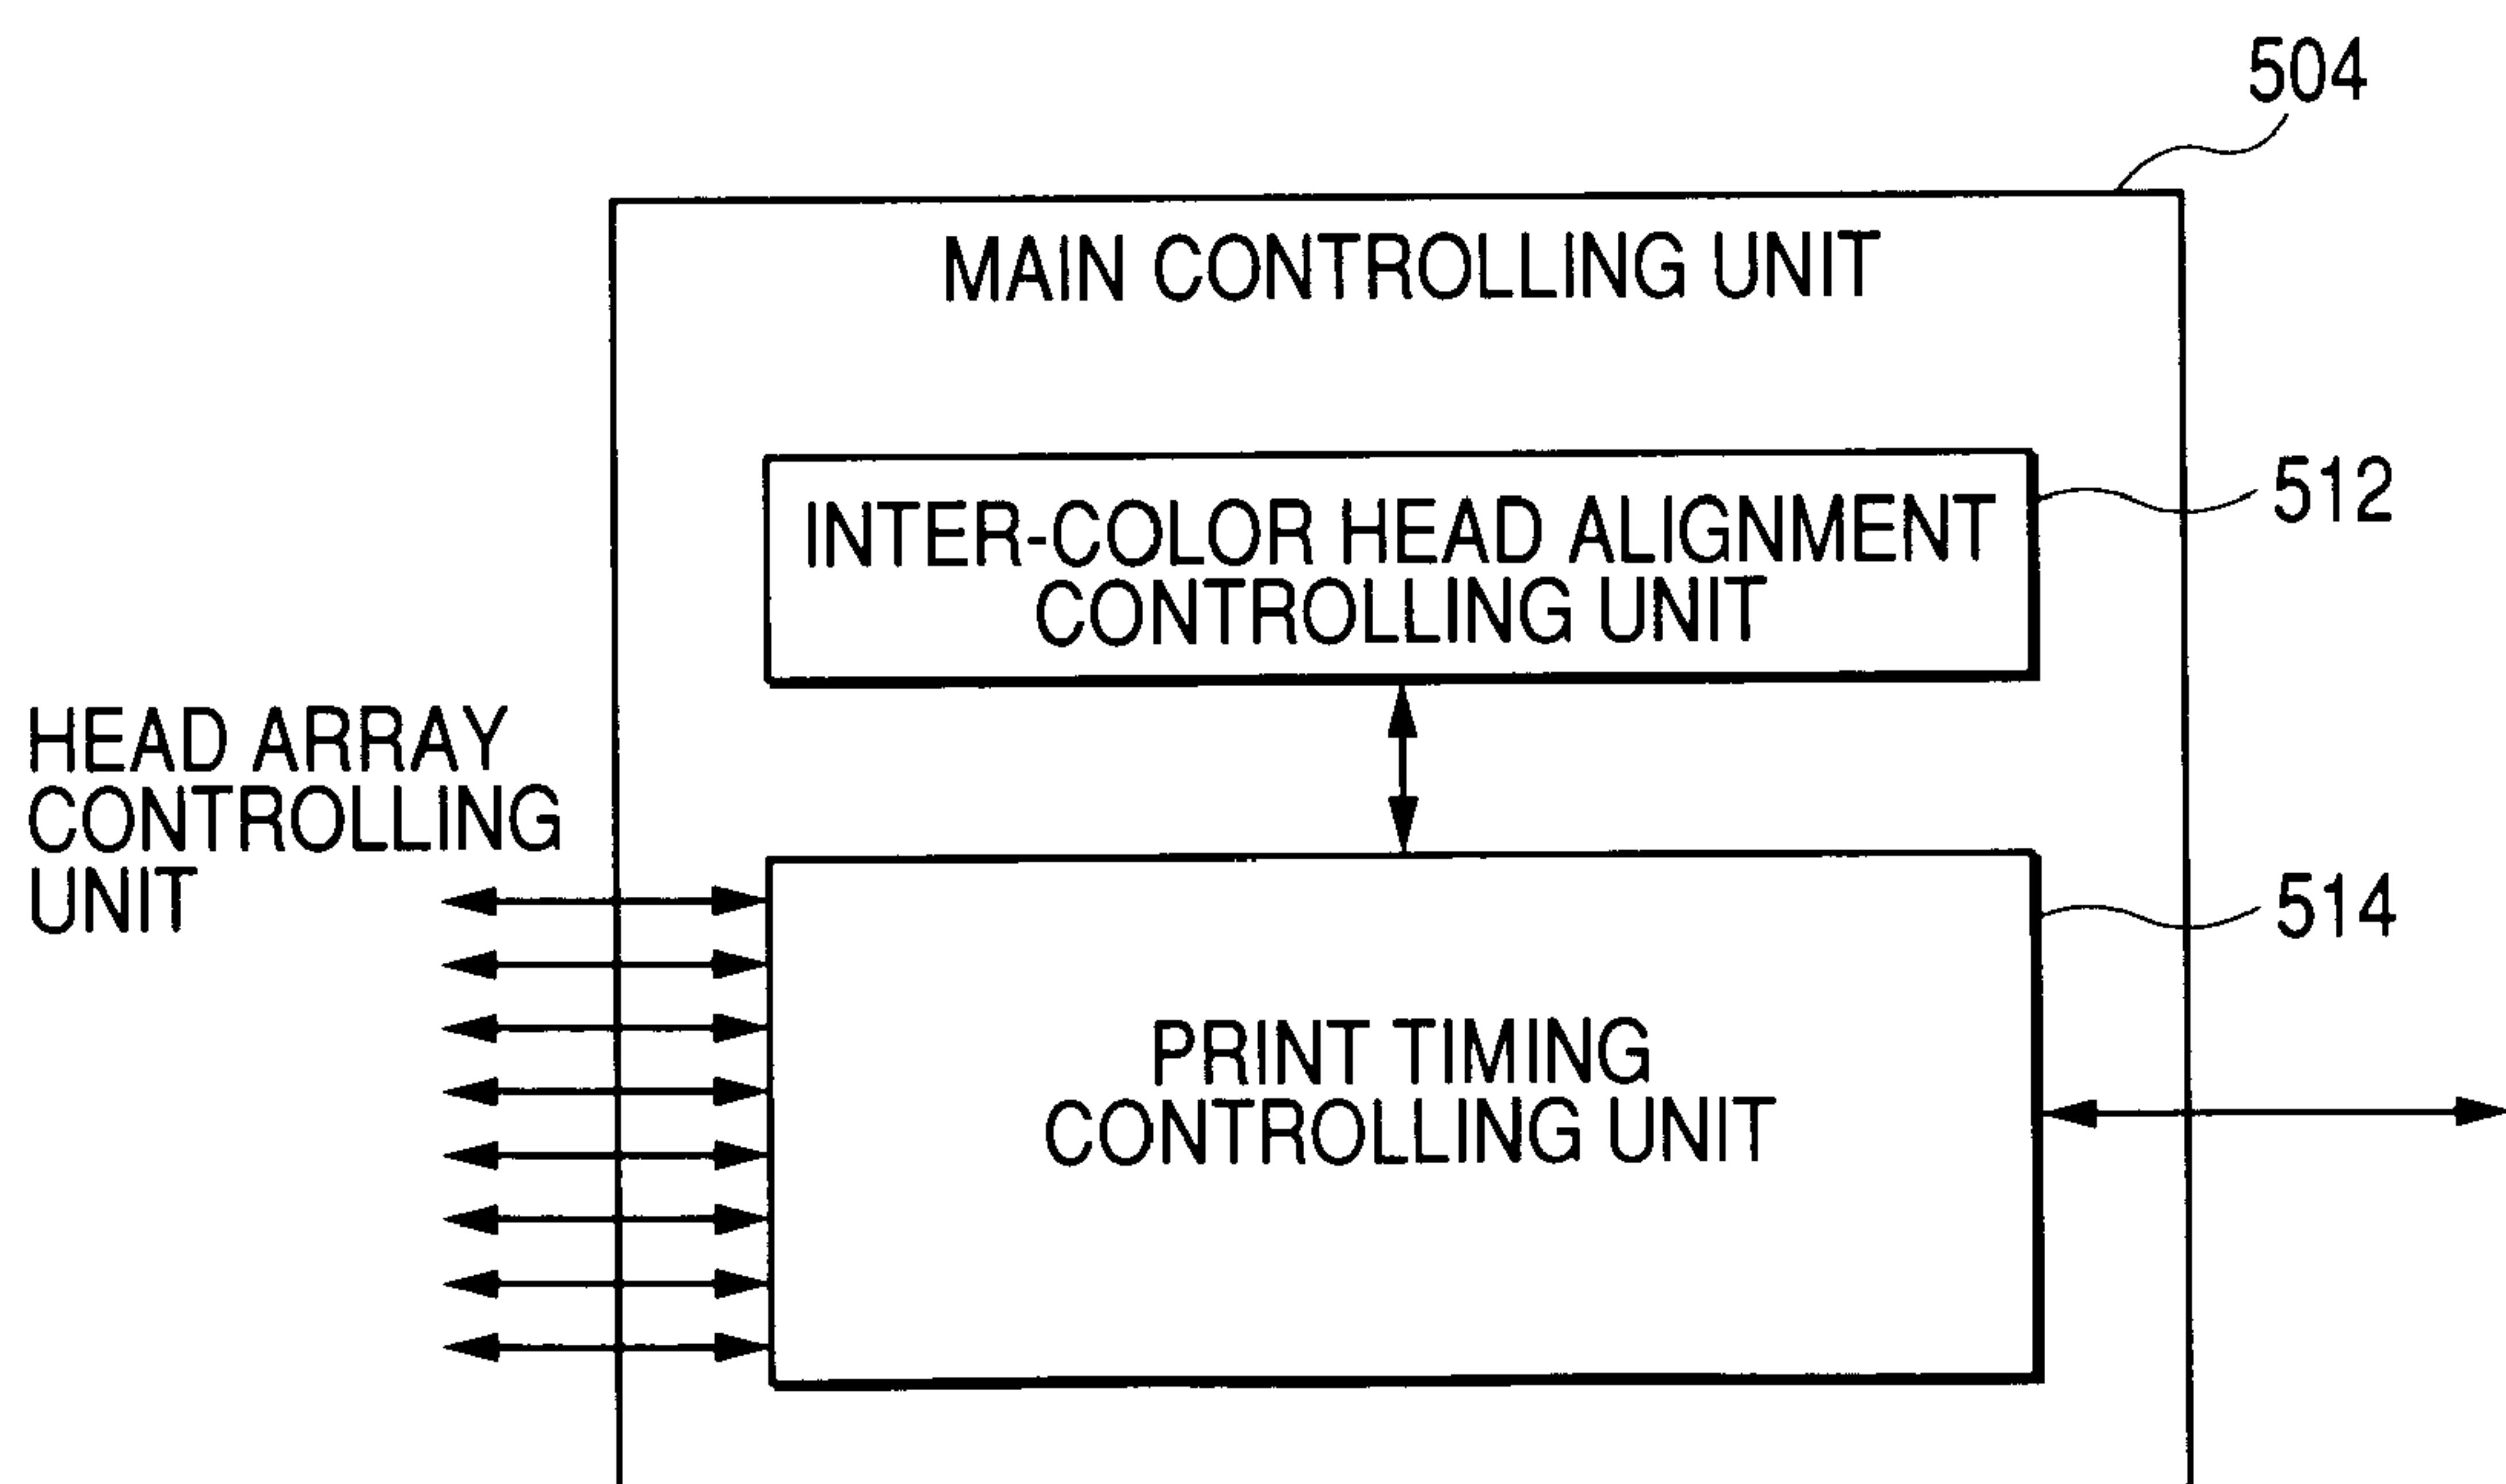 504
MAIN CONTROLLING UNIT
INTER-COLOR HEAD ALIGNMENT
CONTROLLING UNIT
512
HEAD ARRAY
CONTROLLING
UNIT
514
PRINT TIMING
CONTROLLING UNIT